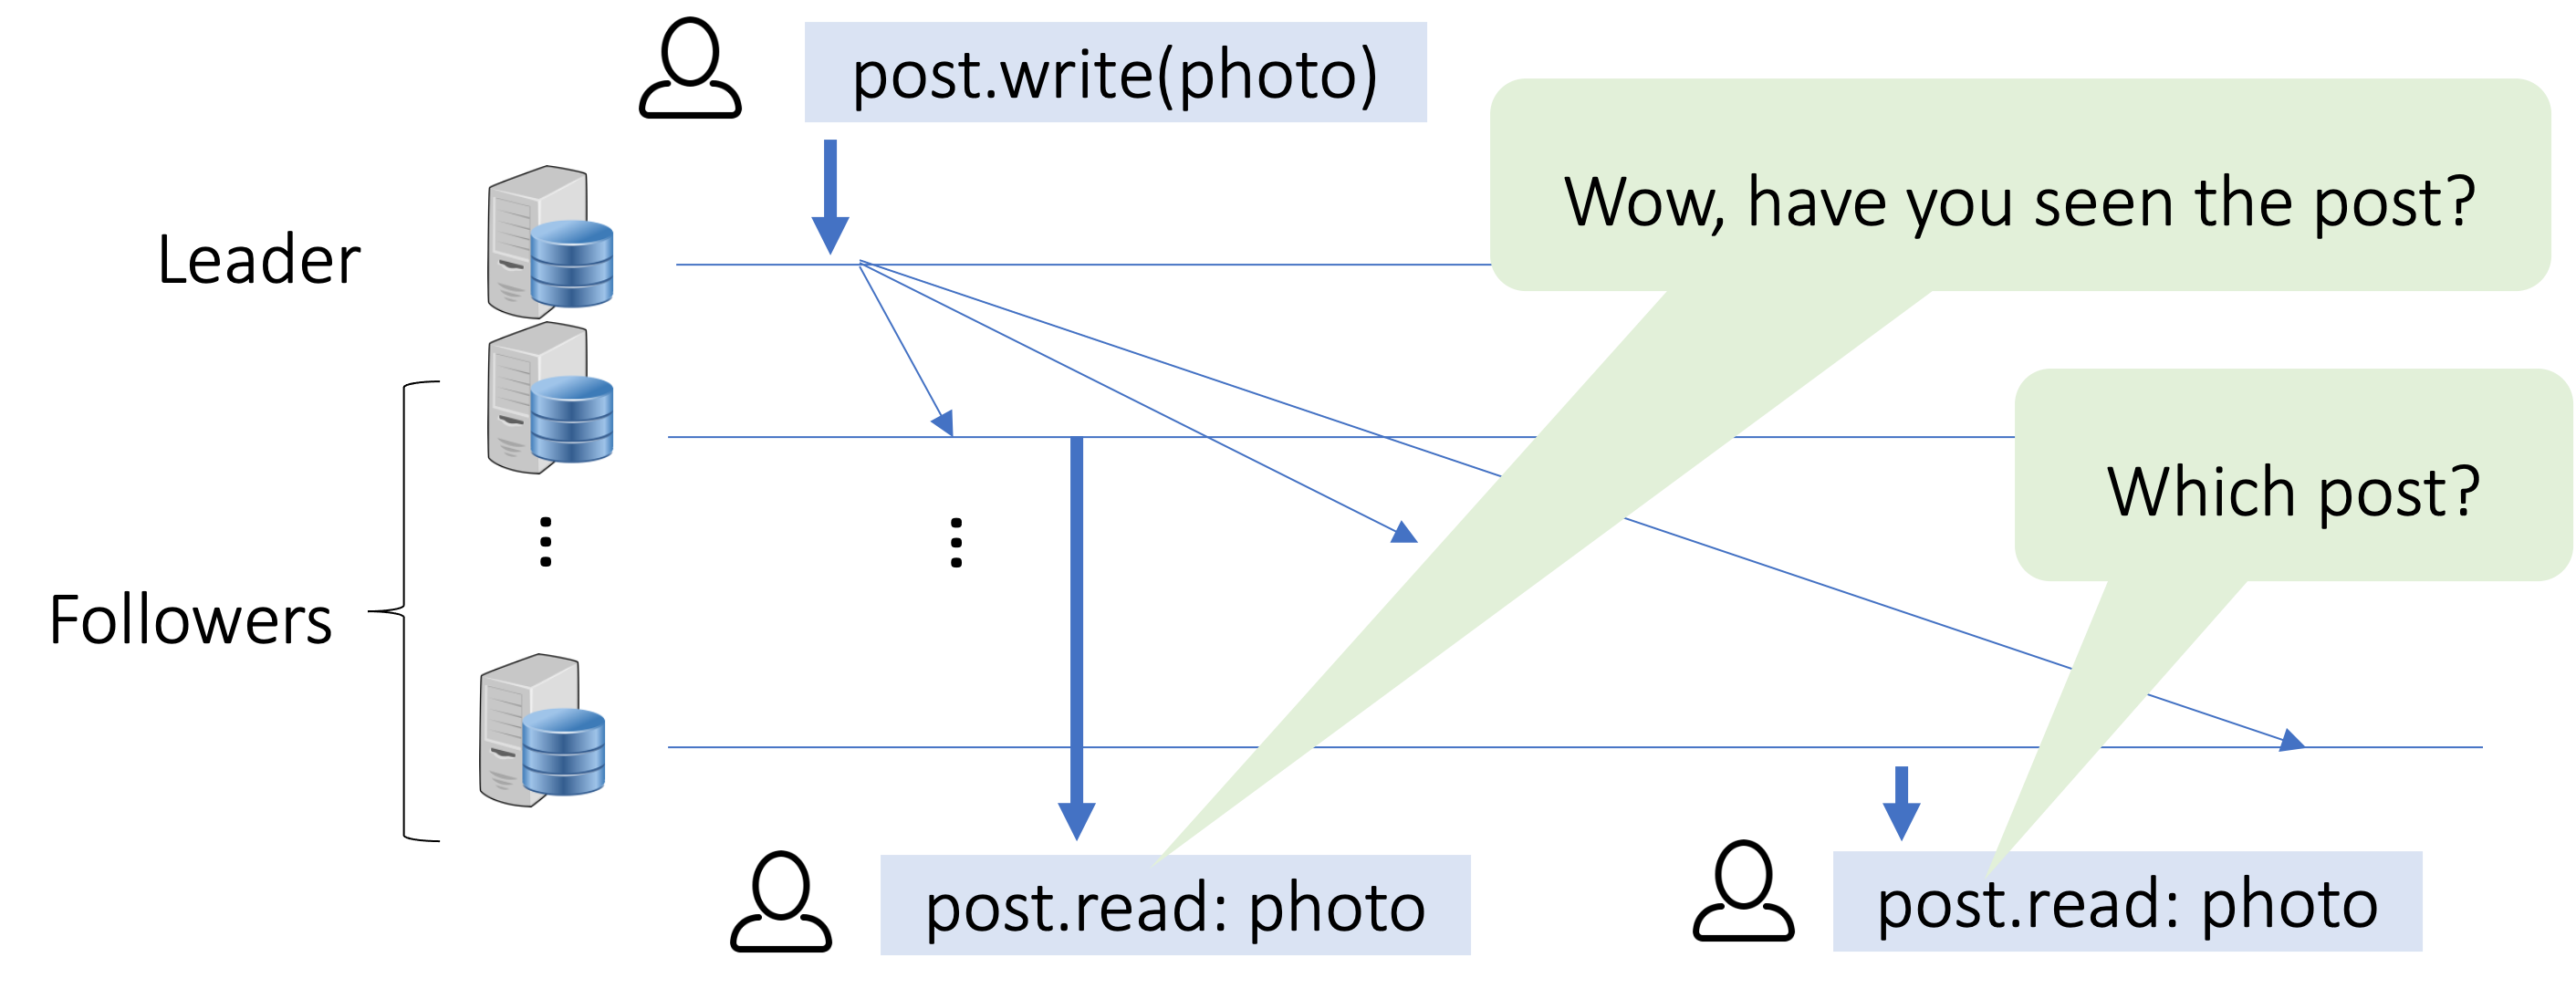 post.write(photo)
Wow, have you seen the post?
Leader
Which post?
Followers
post.read: photo
post.read: photo